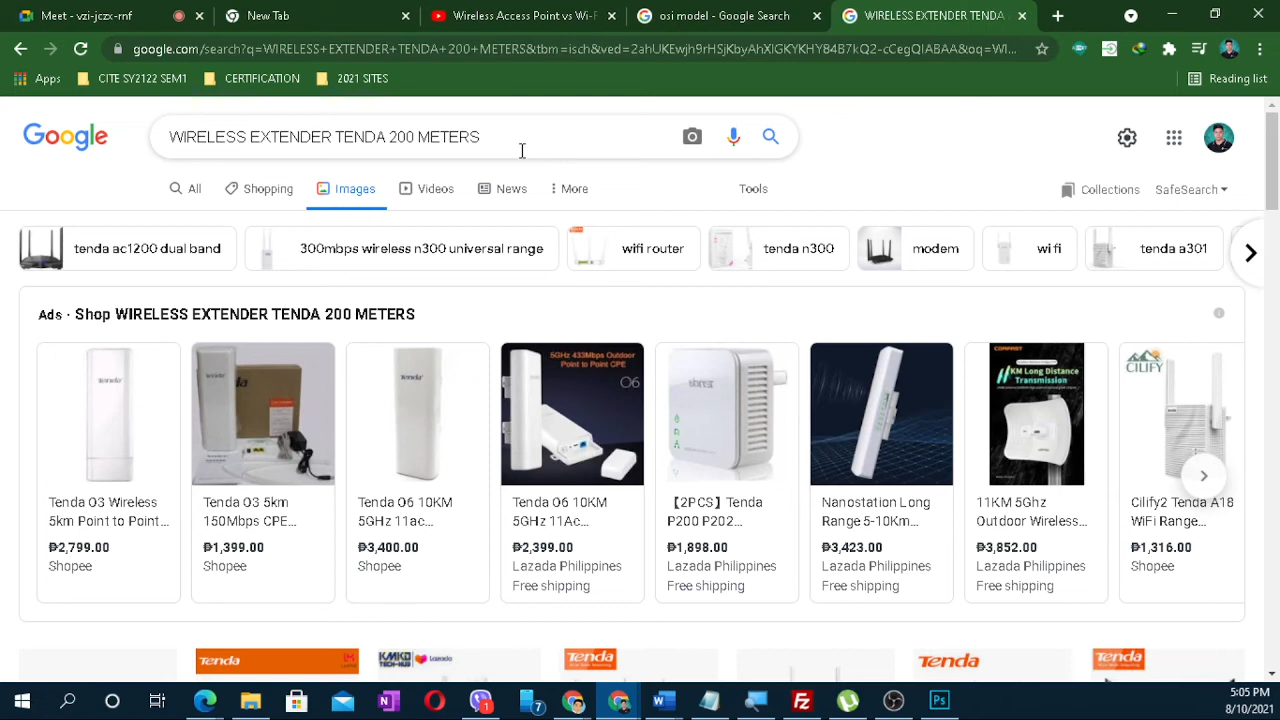 Meet - vzi-jczx-rnf
New Tab
Wireless Access Point vs Wi-F
osi model - Google Search
WIRELESS EXTENDER TENDA
google.com/search?q=WIRELESS+EXTENDER+TENDA+200+METERS&tbm=isch&ved=2ahUKEwjh9rHSjKbyAhXIGKYKHY84B7kQ2-cCegQIABAA&oq=WI...
Apps
CITE SY2122 SEM1
CERTIFICATION
2021 SITES
Reading list
Google
WIRELESS EXTENDER TENDA 200 METERS
All
Shopping
Images
Videos
News
More
Tools
Collections
SafeSearch
tenda ac1200 dual band
300mbps wireless n300 universal range
wifi router
tenda n300
modem
wi fi
tenda a301
Ads · Shop WIRELESS EXTENDER TENDA 200 METERS
Tenda
Tenda
5GHz 433Mbps Outdoor
Point to Point CPE
O6
Tenda
COMFAST
KM Long Distance
Transmission
CILIFY
Tenda O3 Wireless
5km Point to Point...
₱2,799.00
Shopee
Tenda O3 5km
150Mbps CPE...
₱1,399.00
Shopee
Tenda O6 10KM
5GHz 11ac...
₱3,400.00
Shopee
Tenda O6 10KM
5GHz 11Ac...
₱2,399.00
Lazada Philippines
Free shipping
【2PCS】Tenda
P200 P202...
₱1,898.00
Lazada Philippines
Free shipping
Nanostation Long
Range 5-10Km...
₱3,423.00
Lazada Philippines
Free shipping
11KM 5Ghz
Outdoor Wireless...
₱3,852.00
Lazada Philippines
Free shipping
Cilify2 Tenda A18
WiFi Range...
₱1,316.00
Shopee
Tenda
KMKO
TECH-HUB
Lazada
Tenda
Tenda
Tenda
1
7
5:05 PM
8/10/2021